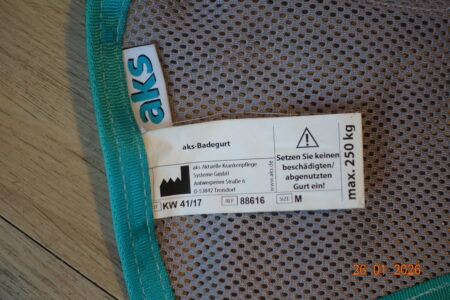 aks
aks-Badegurt
aks-Aktuelle Krankenpflege
Systeme GmbH
Antwerpener Straße 6
D-53842 Troisdorf
www.aks.de
KW 41/17
REF 88616
SIZE M
Setzen Sie keinen
beschädigten/
abgenutzten
Gurt ein!
max. 250 kg
26 01 2026